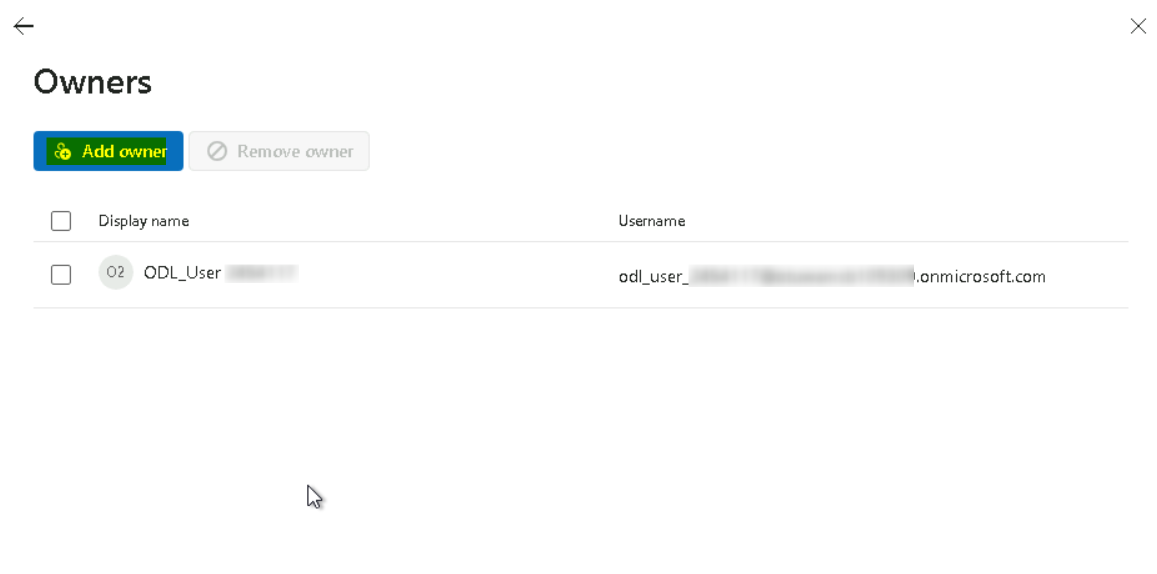 Owners
Add owner Remove owner
Display name Username
O2 ODL_User odl_user_ .onmicrosoft.com